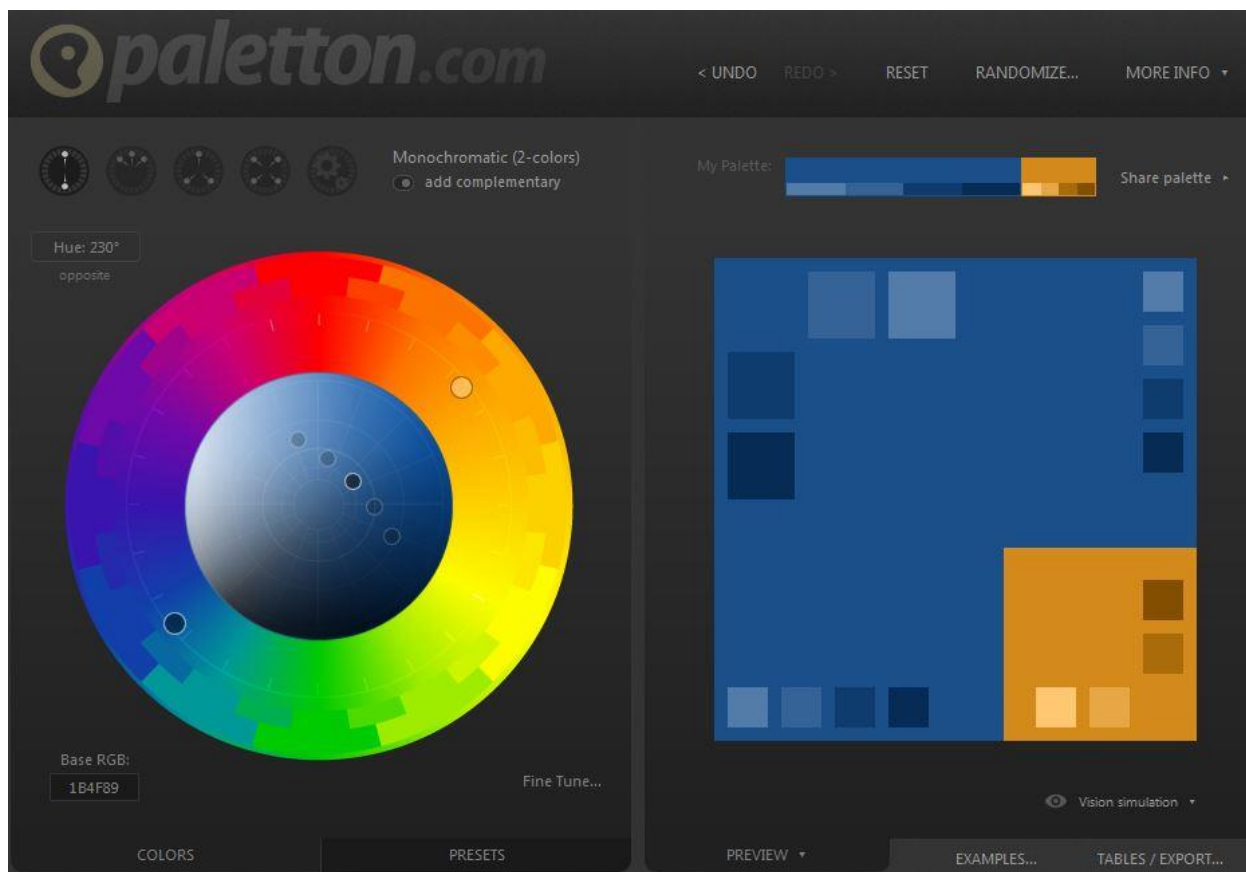 paletton.com
< UNDO REDO > RESET RANDOMIZE... MORE INFO ▾
Monochromatic (2-colors)
add complementary
Hue: 230°
opposite
Base RGB:
1B4F89
Fine Tune...
COLORS PRESETS
My Palette:
Share palette ▸
Vision simulation ▾
PREVIEW ▾ EXAMPLES... TABLES / EXPORT...